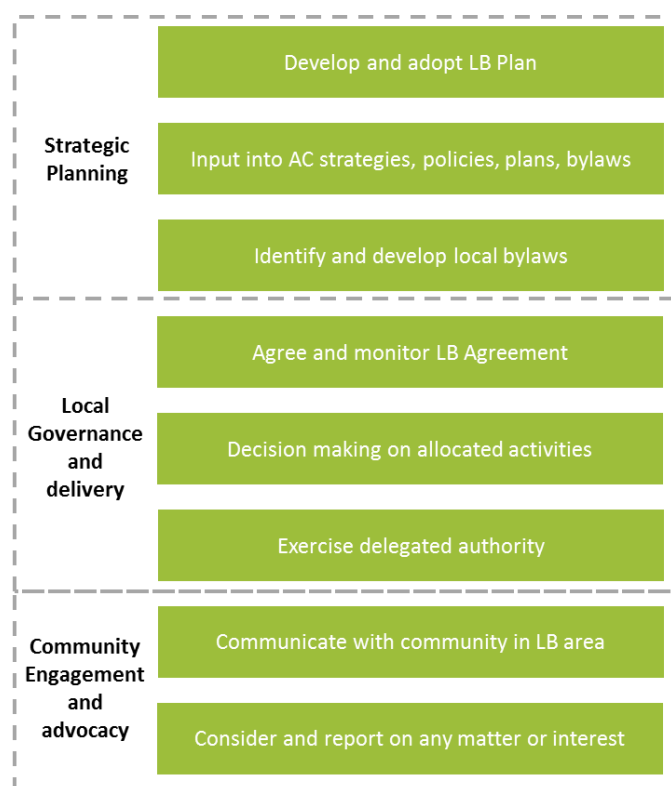 Strategic
Planning
Develop and adopt LB Plan
Input into AC strategies, policies, plans, bylaws
Identify and develop local bylaws
Local
Governance
and
delivery
Agree and monitor LB Agreement
Decision making on allocated activities
Exercise delegated authority
Community
Engagement
and
advocacy
Communicate with community in LB area
Consider and report on any matter or interest